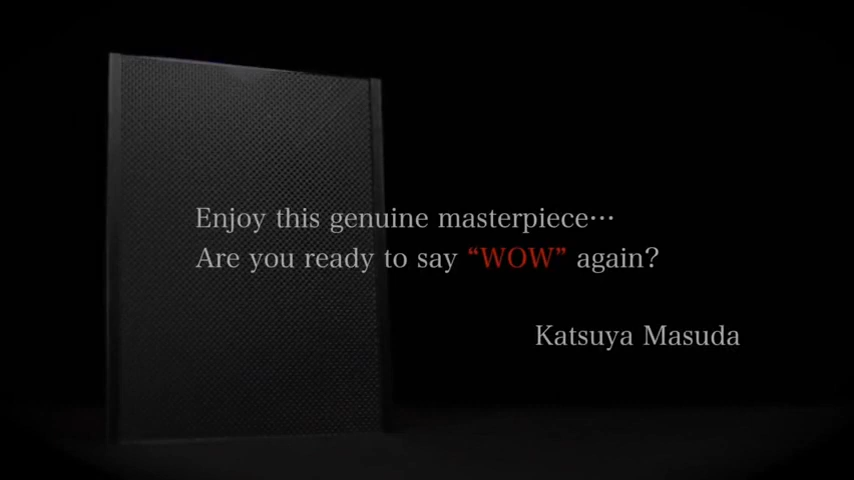 Enjoy this genuine masterpiece…
Are you ready to say “WOW” again?
Katsuya Masuda